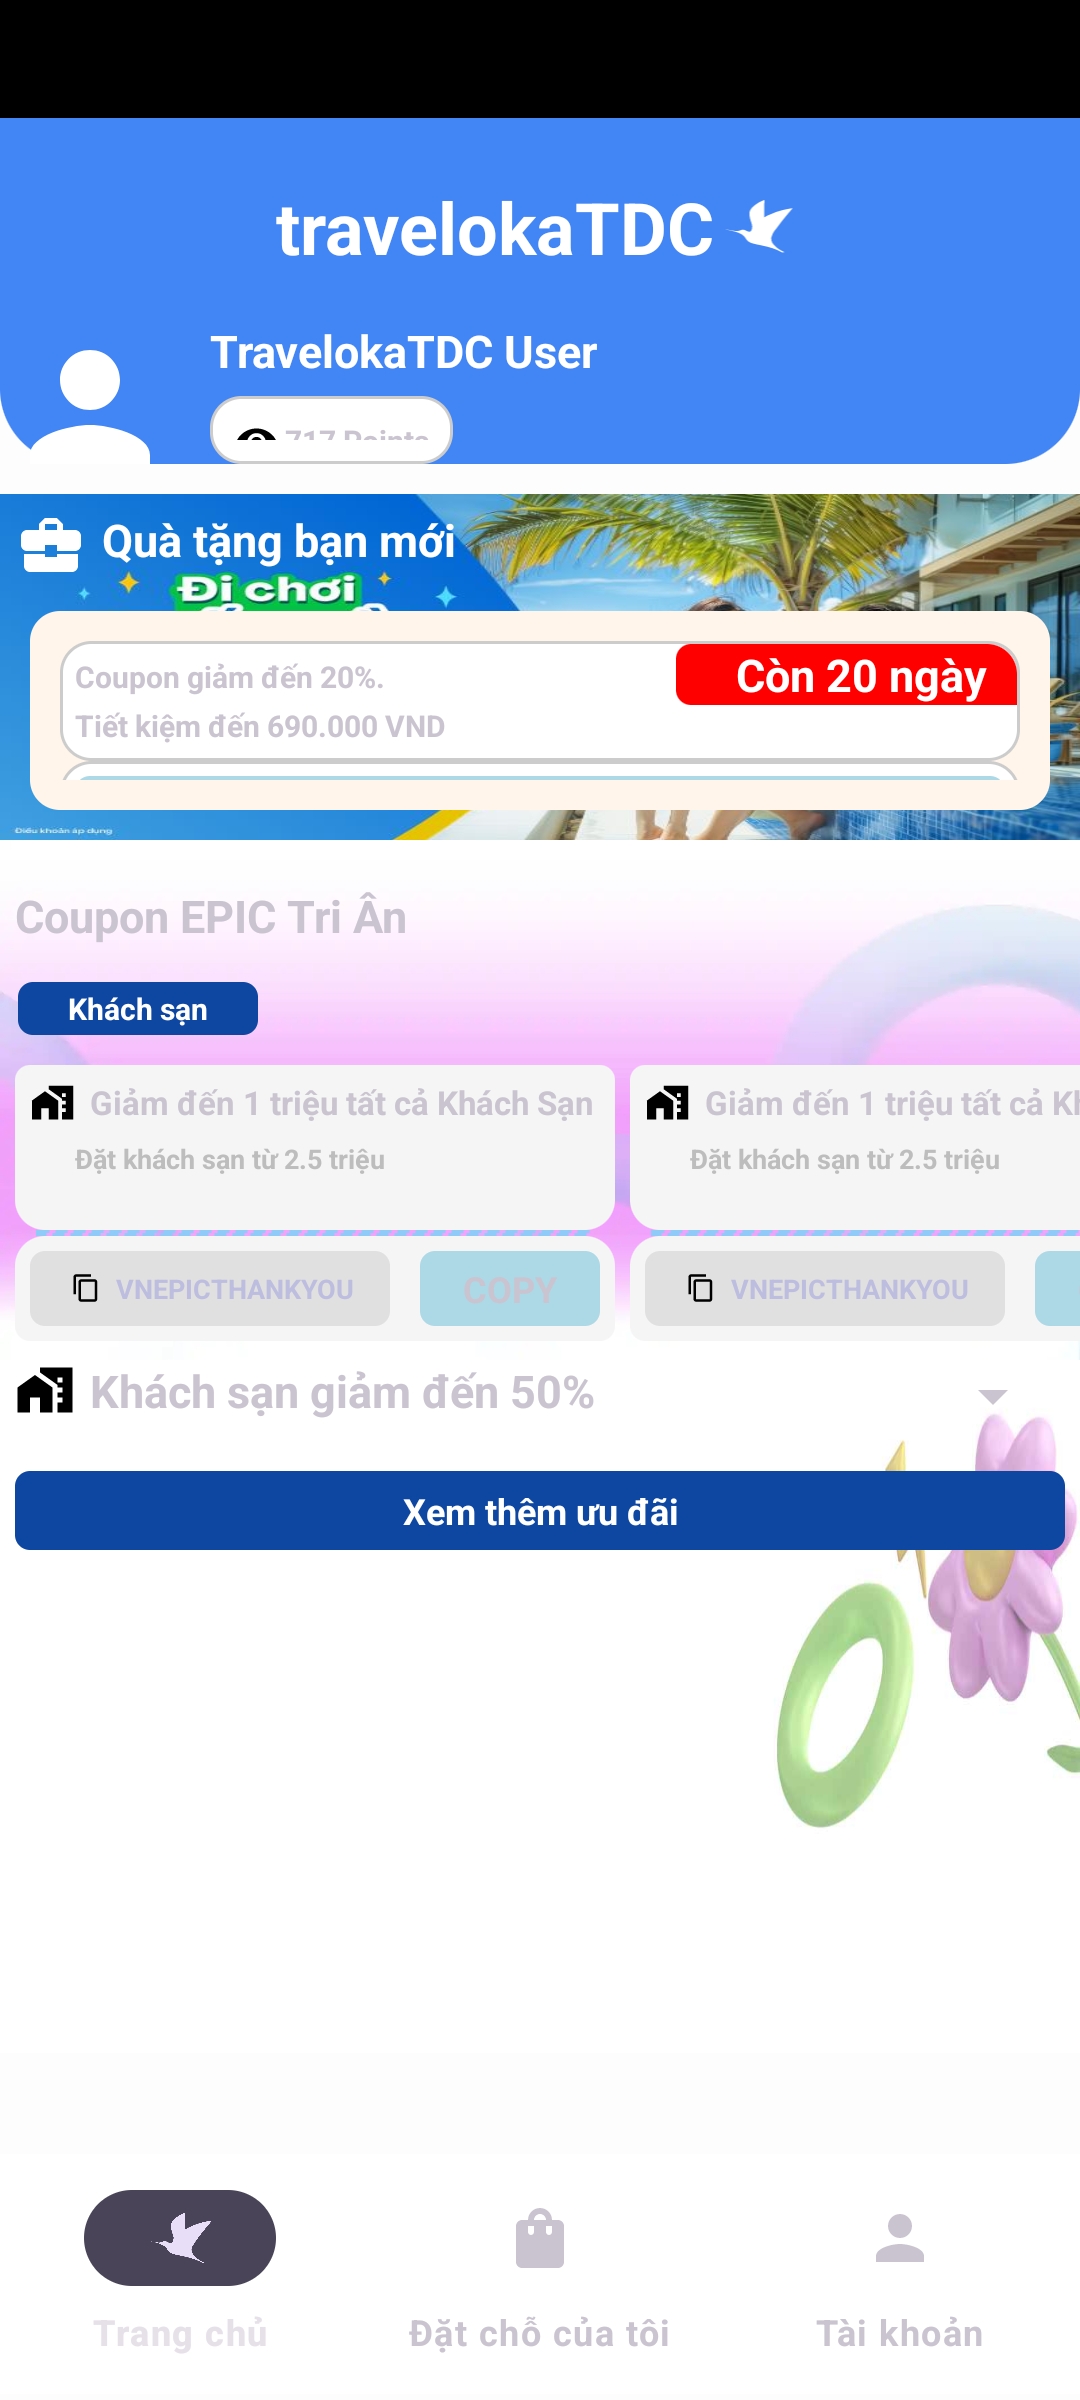 travelokaTDC
TravelokaTDC User
717 Points
Quà tặng bạn mới
Đi chơi
Coupon giảm đến 20%.
Còn 20 ngày
Tiết kiệm đến 690.000 VND
Điều khoản áp dụng
Coupon EPIC Tri Ân
Khách sạn
Giảm đến 1 triệu tất cả Khách Sạn
Đặt khách sạn từ 2.5 triệu
Giảm đến 1 triệu tất cả Kh
Đặt khách sạn từ 2.5 triệu
VNEPICTHANKYOU
COPY
VNEPICTHANKYOU
Khách sạn giảm đến 50%
Xem thêm ưu đãi
Trang chủ
Đặt chỗ của tôi
Tài khoản